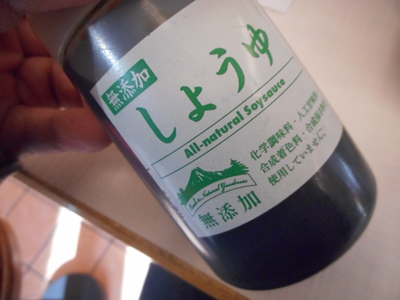 無添加
しょうゆ
All-natural Soysauce
化学調味料・人工甘味料・
合成着色料・合成保存料
使用していません。
無添加